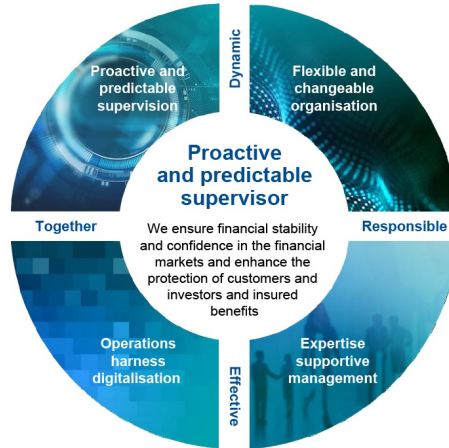 Dynamic
Proactive and
predictable
supervision
Flexible and
changeable
organisation
Proactive
and predictable
supervisor
Together
Responsible
We ensure financial stability
and confidence in the financial
markets and enhance the
protection of customers and
investors and insured
benefits
Operations
harness
digitalisation
Expertise
supportive
management
Effective